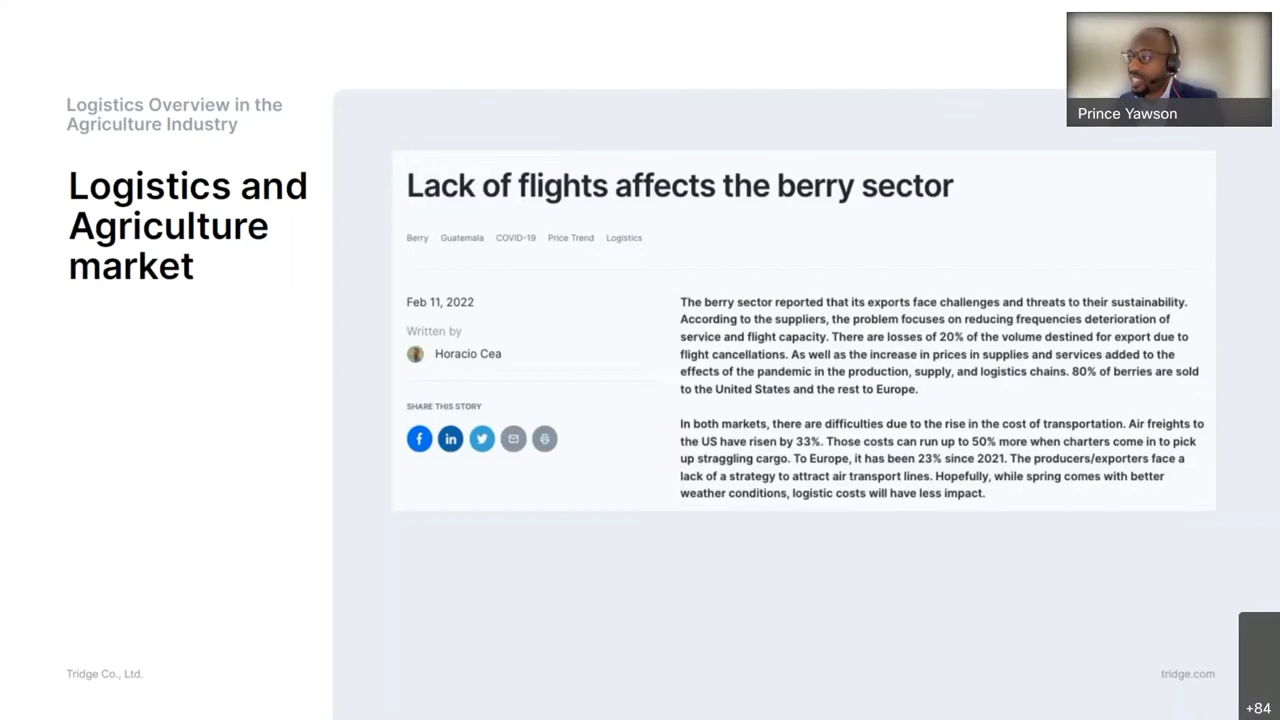 Prince Yawson
Logistics Overview in the
Agriculture Industry
Logistics and
Agriculture
market
Lack of flights affects the berry sector
Berry Guatemala COVID-19 Price Trend Logistics
Feb 11, 2022
Written by
Horacio Cea
SHARE THIS STORY
The berry sector reported that its exports face challenges and threats to their sustainability.
According to the suppliers, the problem focuses on reducing frequencies deterioration of
service and flight capacity. There are losses of 20% of the volume destined for export due to
flight cancellations. As well as the increase in prices in supplies and services added to the
effects of the pandemic in the production, supply, and logistics chains. 80% of berries are sold
to the United States and the rest to Europe.
In both markets, there are difficulties due to the rise in the cost of transportation. Air freights to
the US have risen by 33%. Those costs can run up to 50% more when charters come in to pick
up straggling cargo. To Europe, it has been 23% since 2021. The producers/exporters face a
lack of a strategy to attract air transport lines. Hopefully, while spring comes with better
weather conditions, logistic costs will have less impact.
Tridge Co., Ltd.
tridge.com
+84